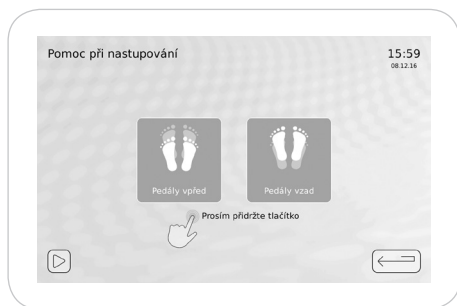 Pomoc při nastupování
15:59
08.12.16
Pedály vpřed
Pedály vzad
Prosím přidržte tlačítko